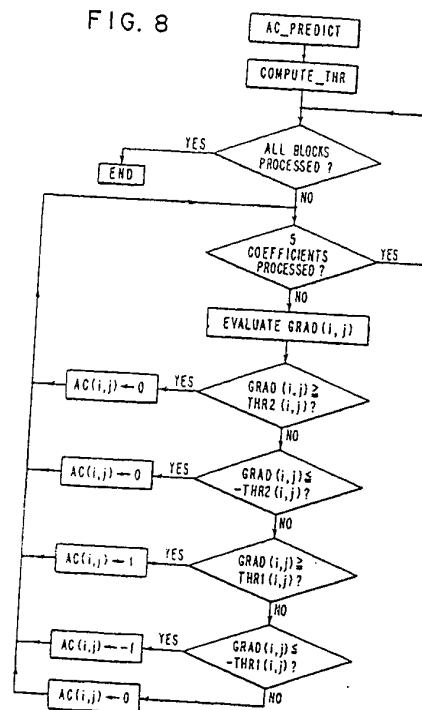 FIG. 8
AC_PREDICT
COMPUTE_THR
ALL BLOCKS
PROCESSED ?
YES
END
NO
5
COEFFICIENTS
PROCESSED ?
YES
NO
EVALUATE GRAD(i,j)
GRAD(i,j)≧
THR2(i,j)?
YES
AC(i,j)←0
NO
GRAD(i,j)≦
-THR2(i,j)?
YES
AC(i,j)←0
NO
GRAD(i,j)≧
THR1(i,j)?
YES
AC(i,j)←1
NO
GRAD(i,j)≦
-THR1(i,j)?
YES
AC(i,j)←-1
NO
AC(i,j)←0